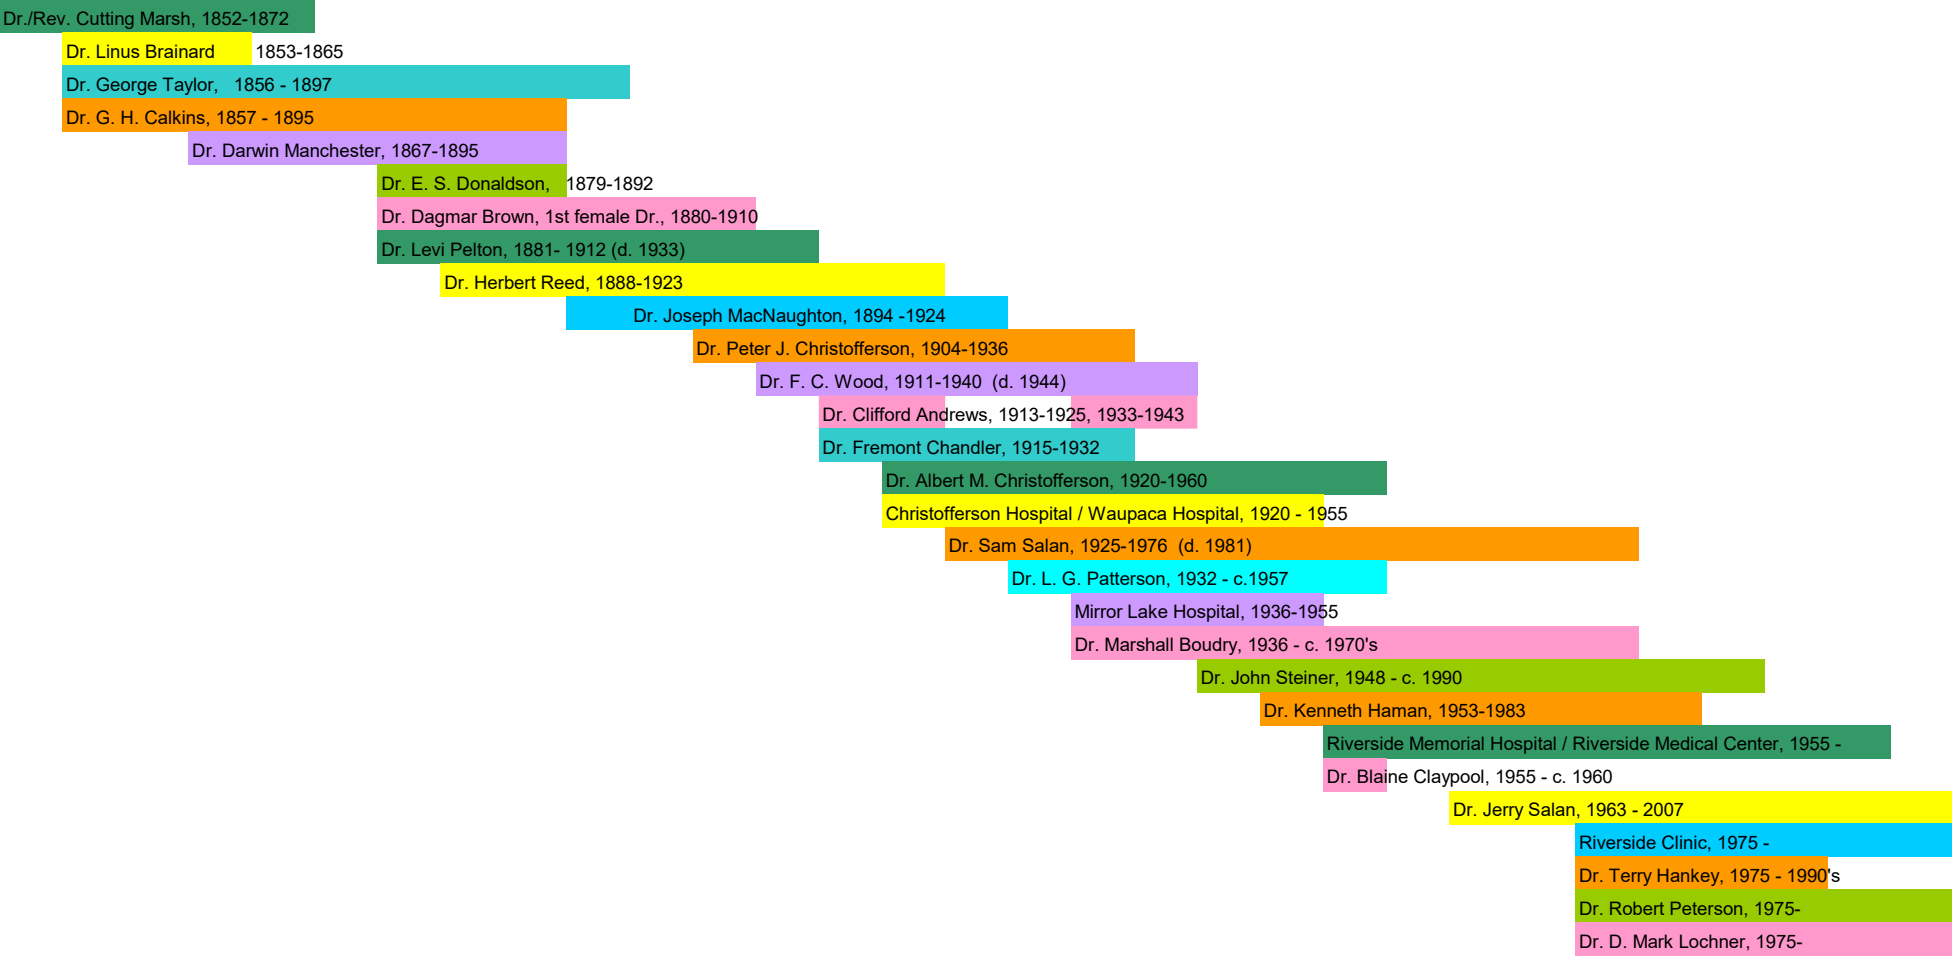 Dr./Rev. Cutting Marsh, 1852-1872
Dr. Linus Brainard 1853-1865
Dr. George Taylor, 1856 - 1897
Dr. G. H. Calkins, 1857 - 1895
Dr. Darwin Manchester, 1867-1895
Dr. E. S. Donaldson, 1879-1892
Dr. Dagmar Brown, 1st female Dr., 1880-1910
Dr. Levi Pelton, 1881- 1912 (d. 1933)
Dr. Herbert Reed, 1888-1923
Dr. Joseph MacNaughton, 1894 -1924
Dr. Peter J. Christofferson, 1904-1936
Dr. F. C. Wood, 1911-1940 (d. 1944)
Dr. Clifford Andrews, 1913-1925, 1933-1943
Dr. Fremont Chandler, 1915-1932
Dr. Albert M. Christofferson, 1920-1960
Christofferson Hospital / Waupaca Hospital, 1920 - 1955
Dr. Sam Salan, 1925-1976 (d. 1981)
Dr. L. G. Patterson, 1932 - c.1957
Mirror Lake Hospital, 1936-1955
Dr. Marshall Boudry, 1936 - c. 1970's
Dr. John Steiner, 1948 - c. 1990
Dr. Kenneth Haman, 1953-1983
Riverside Memorial Hospital / Riverside Medical Center, 1955 -
Dr. Blaine Claypool, 1955 - c. 1960
Dr. Jerry Salan, 1963 - 2007
Riverside Clinic, 1975 -
Dr. Terry Hankey, 1975 - 1990's
Dr. Robert Peterson, 1975-
Dr. D. Mark Lochner, 1975-